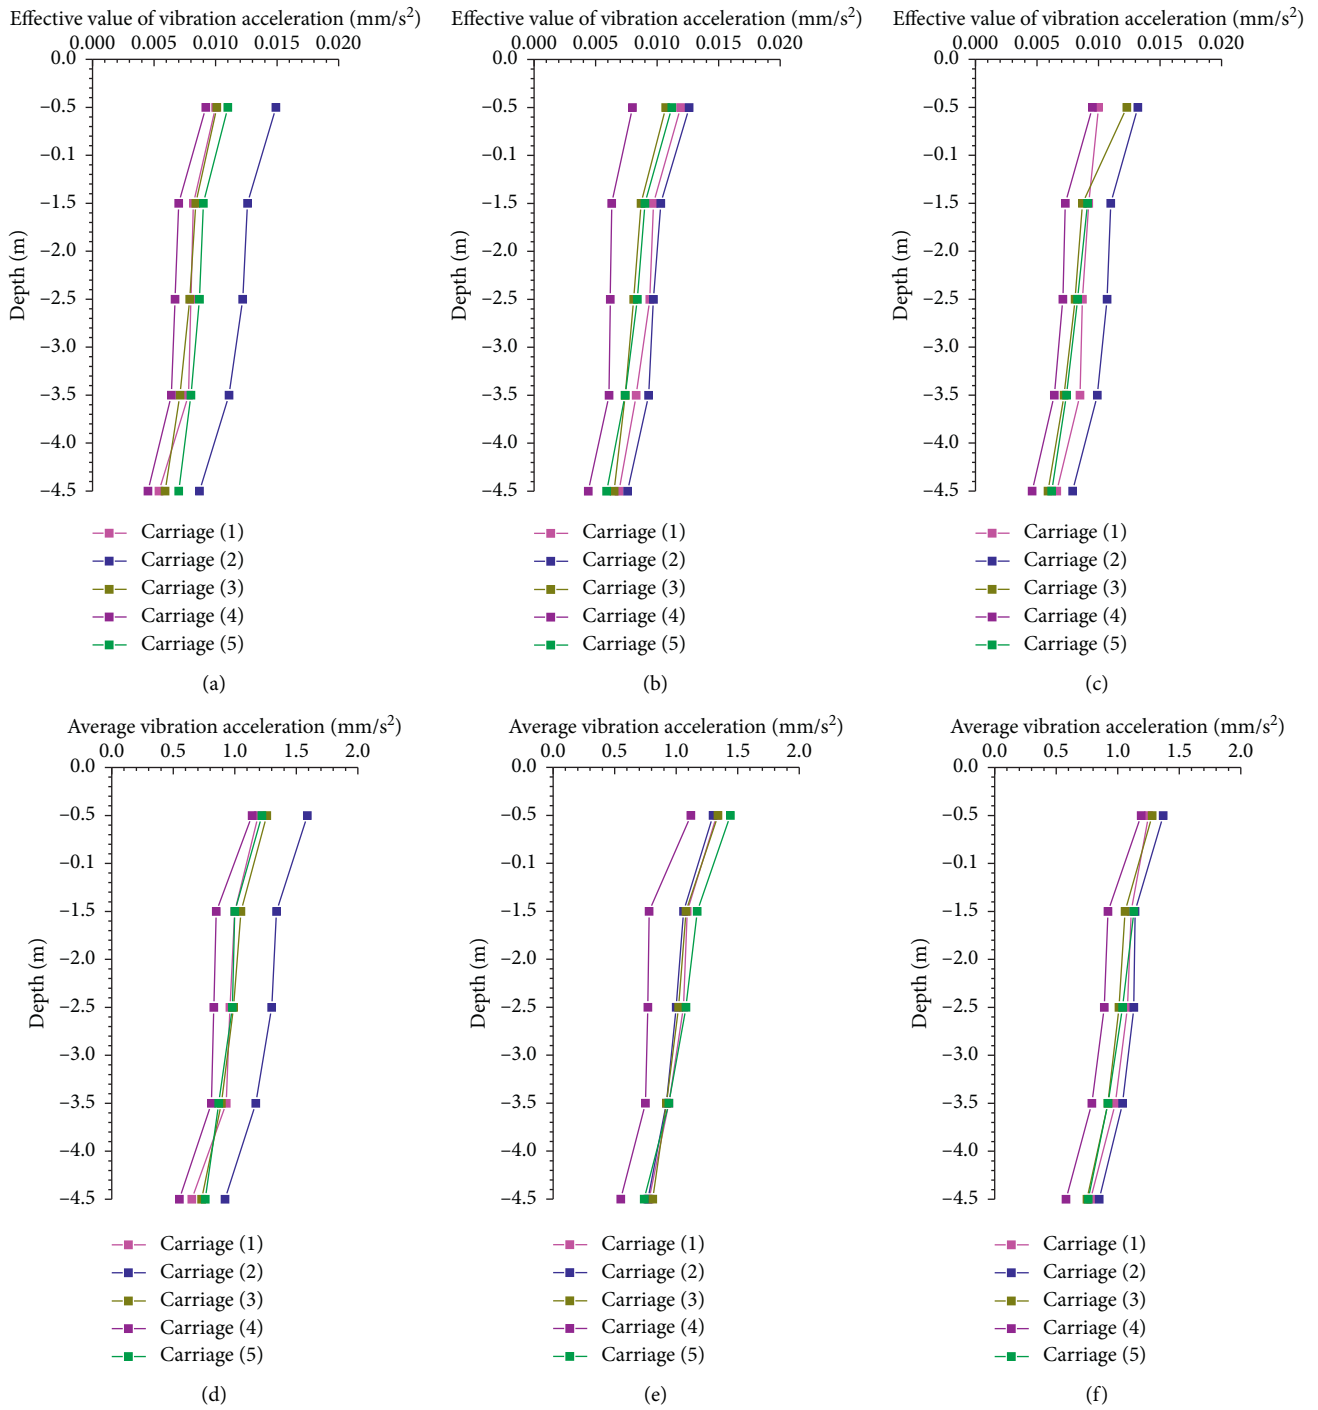 Effective value of vibration acceleration (mm/s2)
0.000 0.005 0.010 0.015 0.020
0.0
−0.5
−0.1
−1.5
−2.0
−2.5
−3.0
−3.5
−4.0
−4.5
Depth (m)
Carriage (1)
Carriage (2)
Carriage (3)
Carriage (4)
Carriage (5)
(a)
Effective value of vibration acceleration (mm/s2)
0.000 0.005 0.010 0.015 0.020
0.0
−0.5
−0.1
−1.5
−2.0
−2.5
−3.0
−3.5
−4.0
−4.5
Depth (m)
Carriage (1)
Carriage (2)
Carriage (3)
Carriage (4)
Carriage (5)
(b)
Effective value of vibration acceleration (mm/s2)
0.000 0.005 0.010 0.015 0.020
0.0
−0.5
−0.1
−1.5
−2.0
−2.5
−3.0
−3.5
−4.0
−4.5
Depth (m)
Carriage (1)
Carriage (2)
Carriage (3)
Carriage (4)
Carriage (5)
(c)
Average vibration acceleration (mm/s2)
0.0 0.5 1.0 1.5 2.0
0.0
−0.5
−0.1
−1.5
−2.0
−2.5
−3.0
−3.5
−4.0
−4.5
Depth (m)
Carriage (1)
Carriage (2)
Carriage (3)
Carriage (4)
Carriage (5)
(d)
Average vibration acceleration (mm/s2)
0.0 0.5 1.0 1.5 2.0
0.0
−0.5
−0.1
−1.5
−2.0
−2.5
−3.0
−3.5
−4.0
−4.5
Depth (m)
Carriage (1)
Carriage (2)
Carriage (3)
Carriage (4)
Carriage (5)
(e)
Average vibration acceleration (mm/s2)
0.0 0.5 1.0 1.5 2.0
0.0
−0.5
−0.1
−1.5
−2.0
−2.5
−3.0
−3.5
−4.0
−4.5
Depth (m)
Carriage (1)
Carriage (2)
Carriage (3)
Carriage (4)
Carriage (5)
(f)